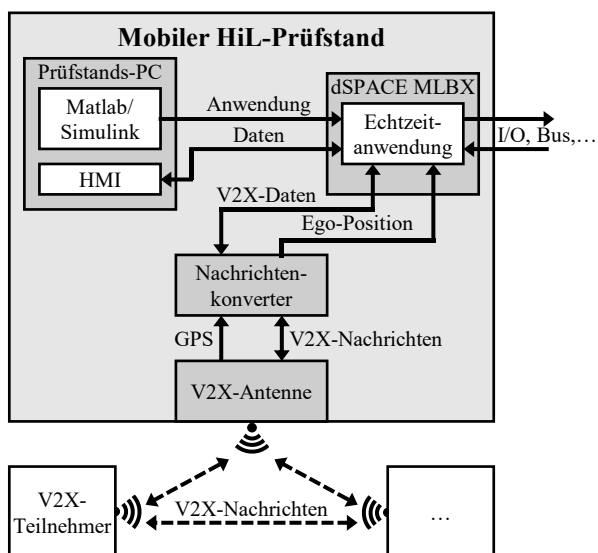 Mobiler HiL-Prüfstand
Prüfstands-PC
dSPACE MLBX
Matlab/
Simulink
Anwendung
Echtzeit-
anwendung
I/O, Bus,…
Daten
HMI
V2X-Daten
Ego-Position
Nachrichten-
konverter
GPS
V2X-Nachrichten
V2X-Antenne
V2X-
Teilnehmer
V2X-Nachrichten
…